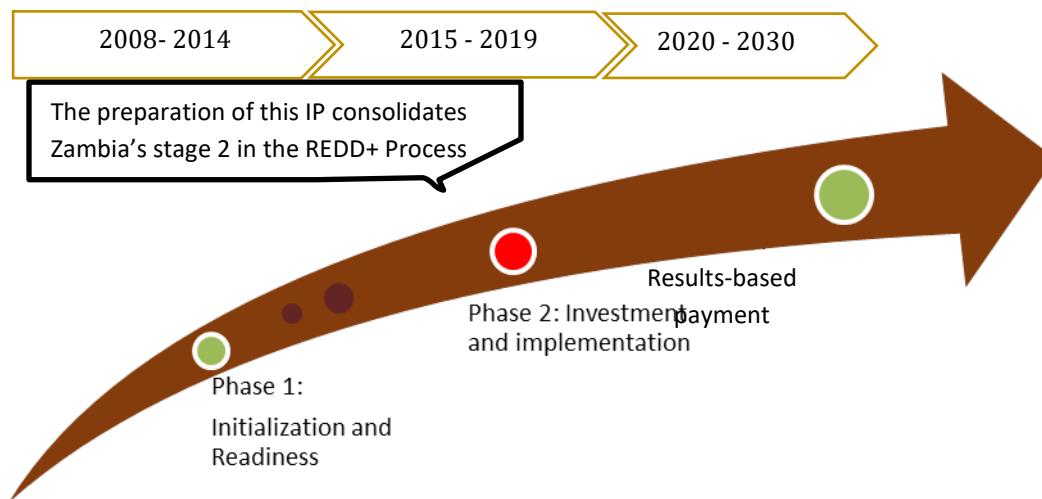 2008- 2014
2015 - 2019
2020 - 2030
The preparation of this IP consolidates
Zambia’s stage 2 in the REDD+ Process
Results-based
payment
Phase 2: Investment
and implementation
Phase 1:
Initialization and
Readiness